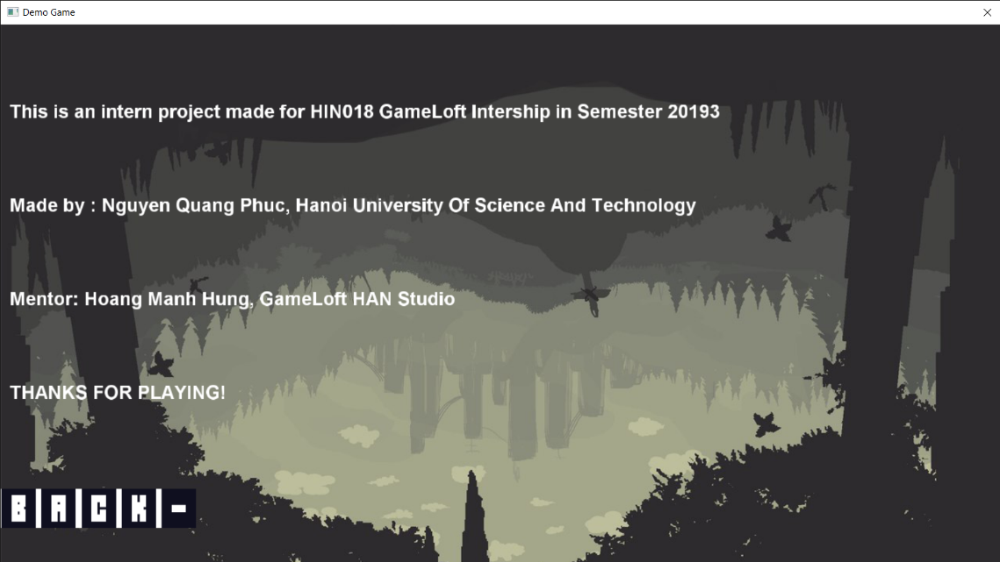 Demo Game
This is an intern project made for HIN018 GameLoft Intership in Semester 20193
Made by : Nguyen Quang Phuc, Hanoi University Of Science And Technology
Mentor: Hoang Manh Hung, GameLoft HAN Studio
THANKS FOR PLAYING!
B|A|C|K|-